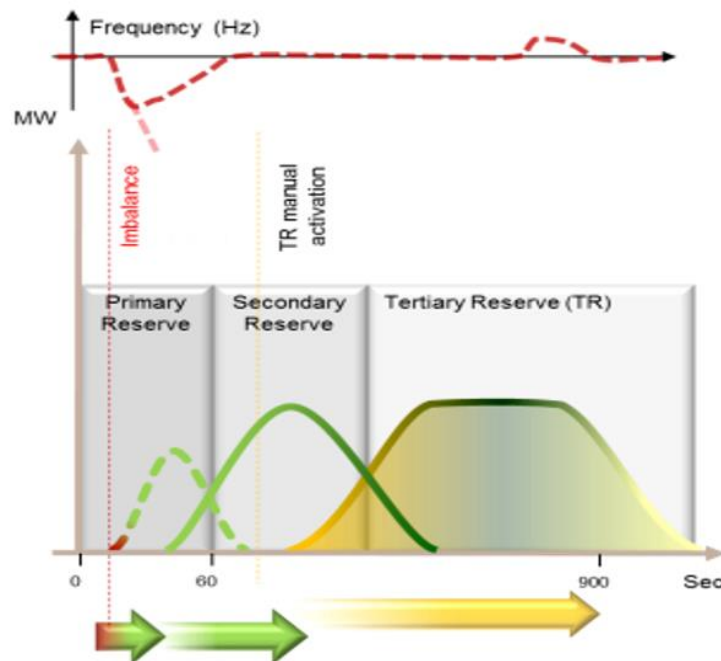 Frequency (Hz)
MW
Imbalance
TR manual
activation
Primary
Reserve
Secondary
Reserve
Tertiary Reserve (TR)
0
60
900
Sec